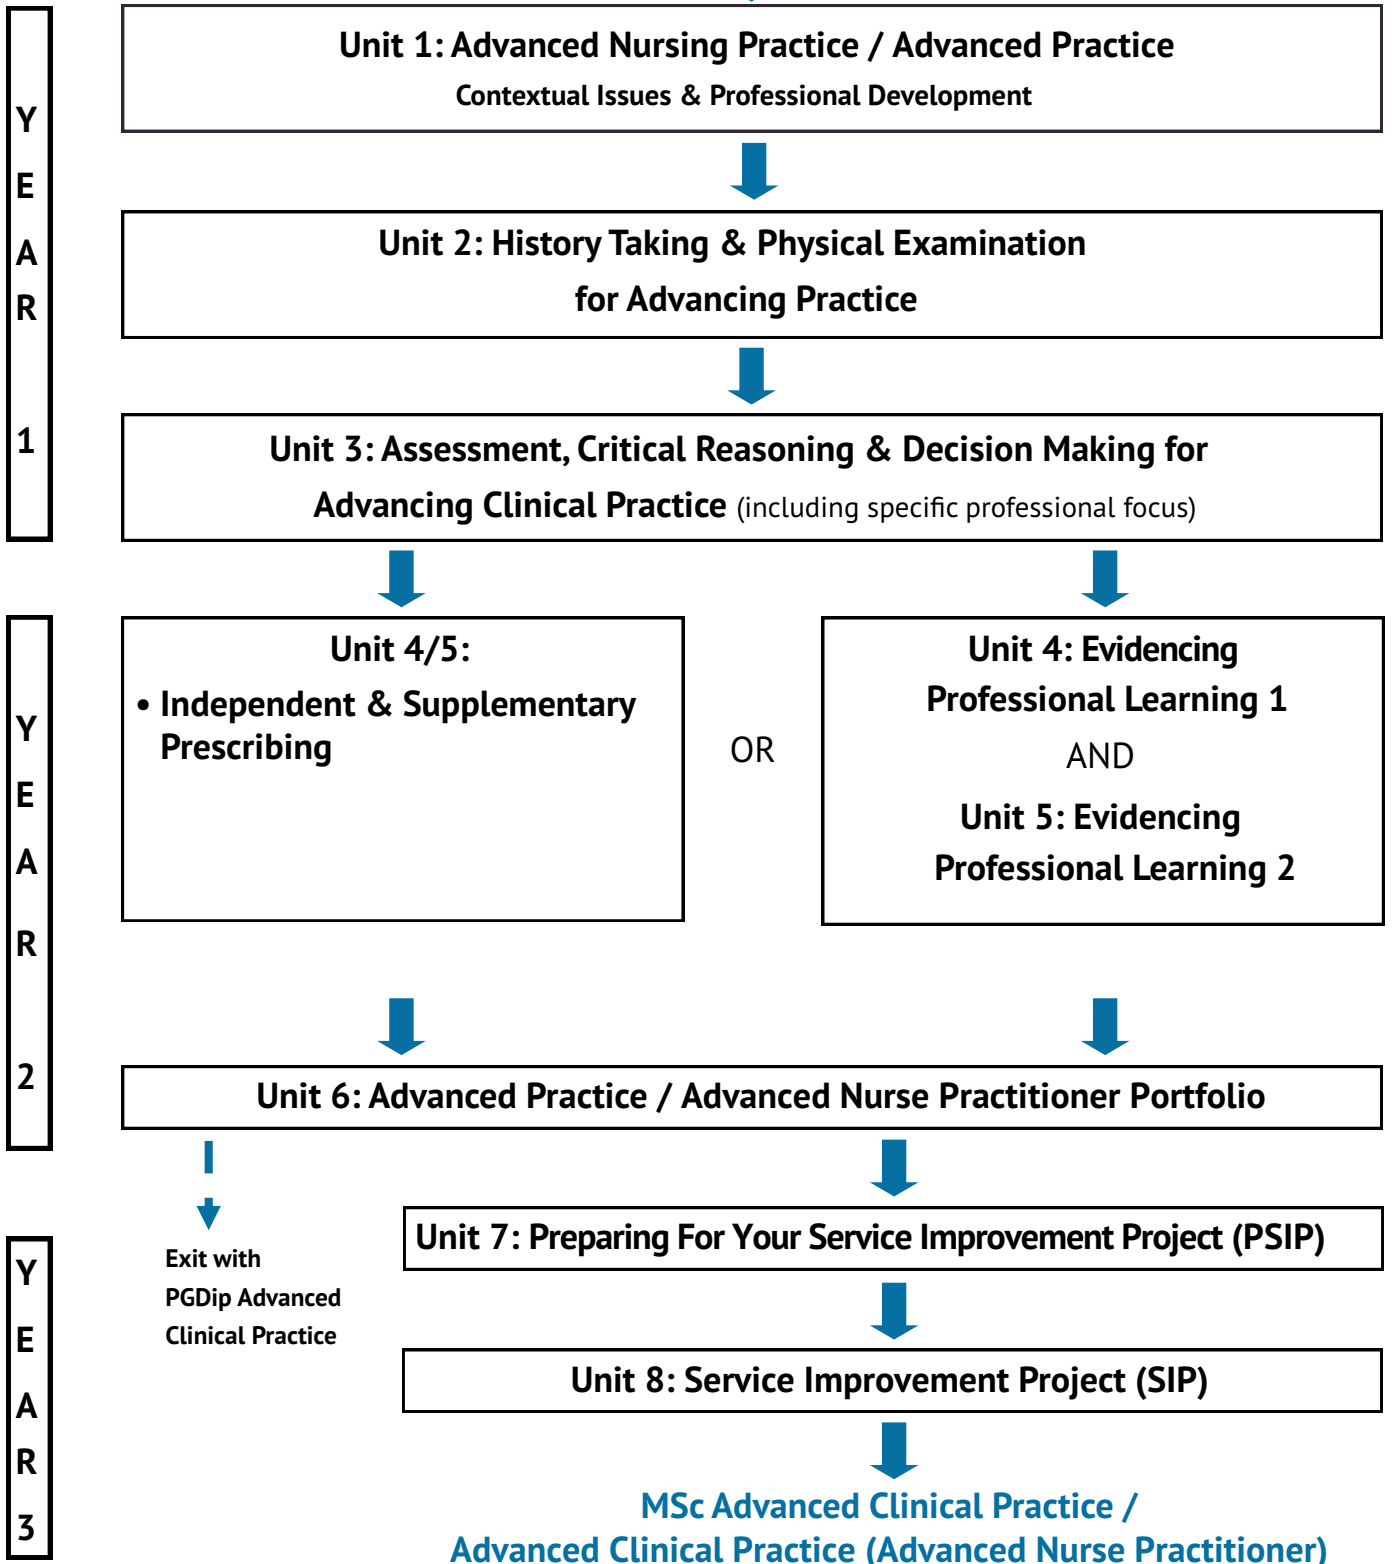 YEAR 1
Unit 1: Advanced Nursing Practice / Advanced Practice
Contextual Issues & Professional Development
Unit 2: History Taking & Physical Examination
for Advancing Practice
Unit 3: Assessment, Critical Reasoning & Decision Making for
Advancing Clinical Practice (including specific professional focus)
YEAR 2
Unit 4/5:
• Independent & Supplementary
Prescribing
OR
Unit 4: Evidencing
Professional Learning 1
AND
Unit 5: Evidencing
Professional Learning 2
Unit 6: Advanced Practice / Advanced Nurse Practitioner Portfolio
Exit with
PGDip Advanced
Clinical Practice
YEAR 3
Unit 7: Preparing For Your Service Improvement Project (PSIP)
Unit 8: Service Improvement Project (SIP)
MSc Advanced Clinical Practice /
Advanced Clinical Practice (Advanced Nurse Practitioner)